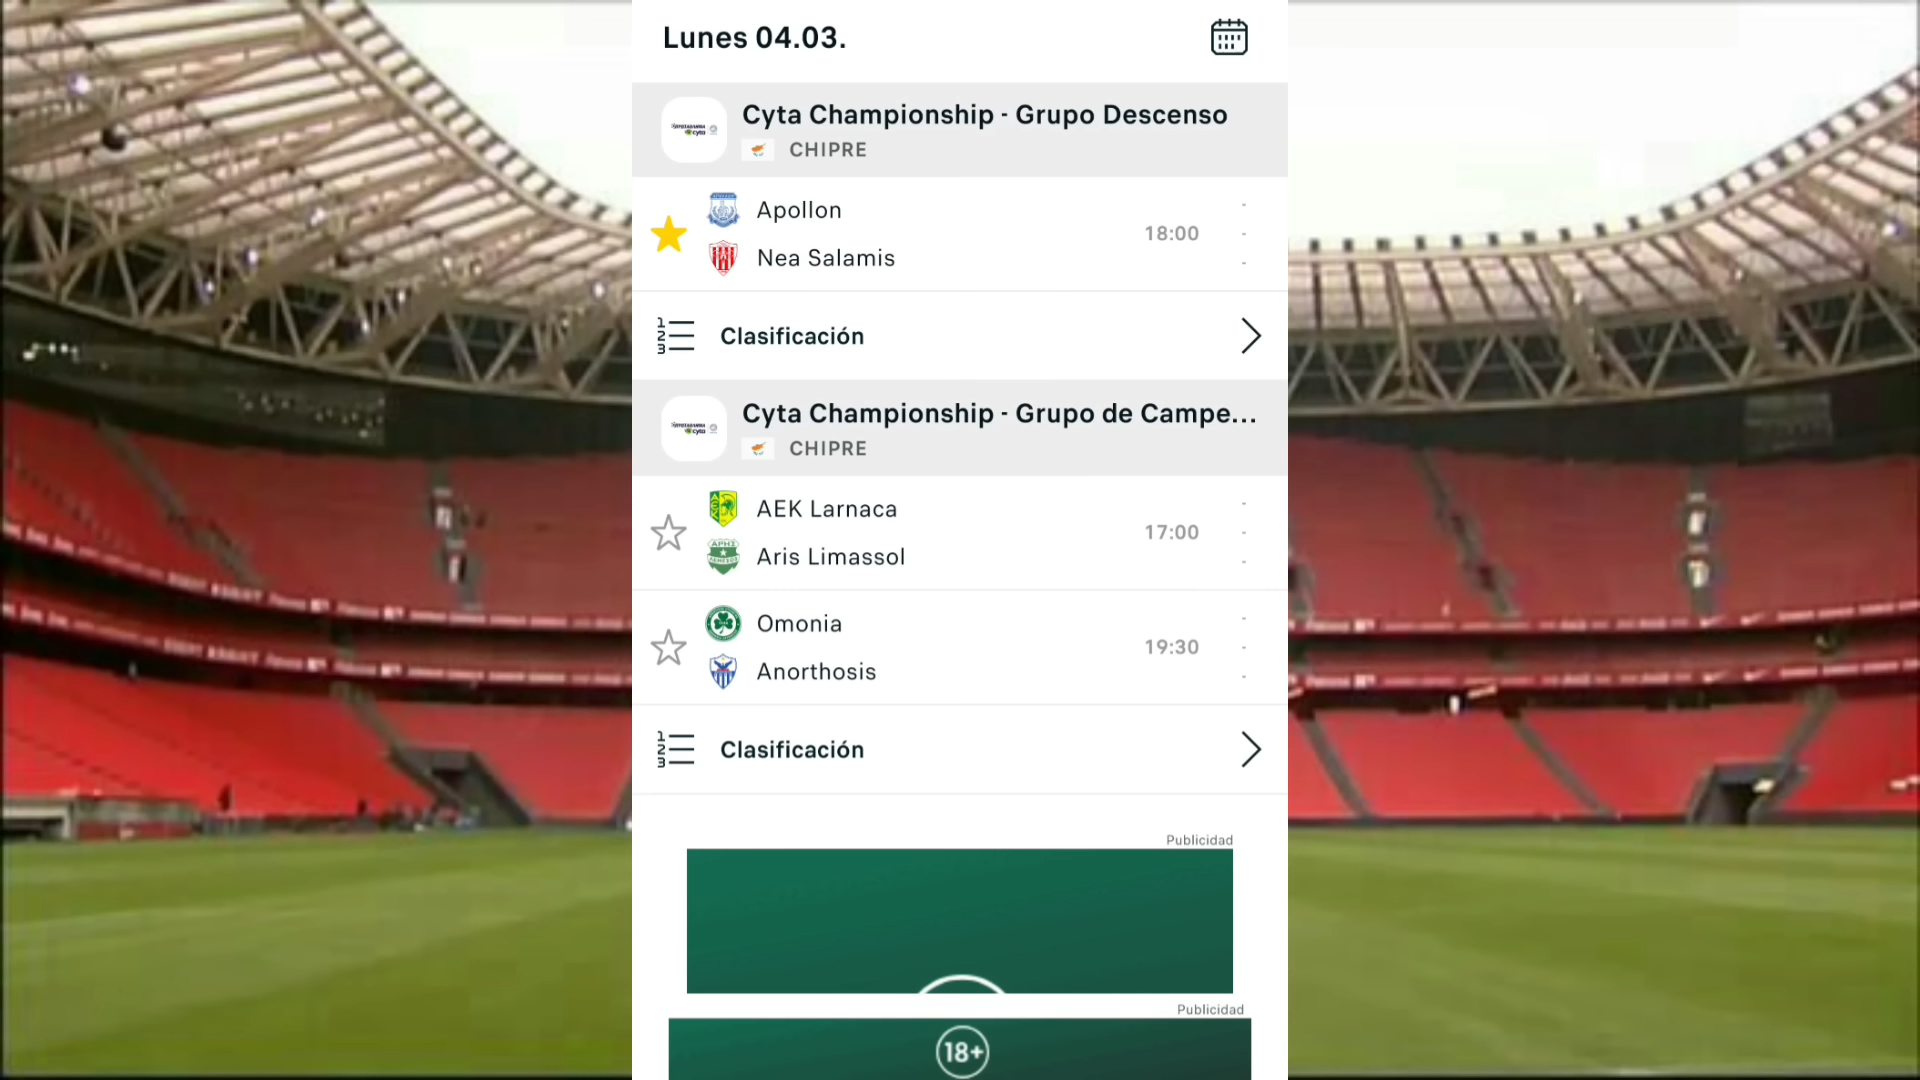 Lunes 04.03.
Cyta Championship - Grupo Descenso
CHIPRE
Apollon
18:00
Nea Salamis
Clasificación
Cyta Championship - Grupo de Campe...
CHIPRE
AEK Larnaca
17:00
Aris Limassol
Omonia
19:30
Anorthosis
Clasificación
Publicidad
Publicidad
18+